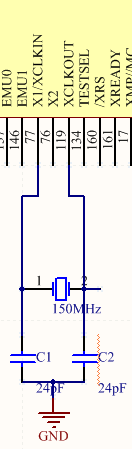 EMU0
EMU1
X1/XCLKIN
X2
XCLKOUT
TESTSEL
/XRS
XREADY
146
77
76
119
134
160
161
17
1
2
150MHz
C1
C2
24pF
24pF
GND